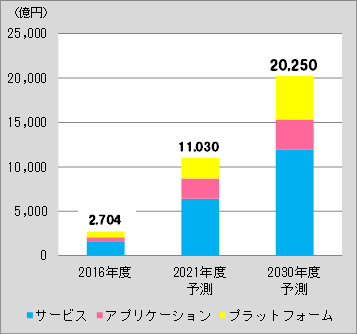 (億円)
25,000
20,000
15,000
10,000
5,000
0
20.250
11.030
2.704
2016年度
2021年度
予測
2030年度
予測
サービス アプリケーション プラットフォーム